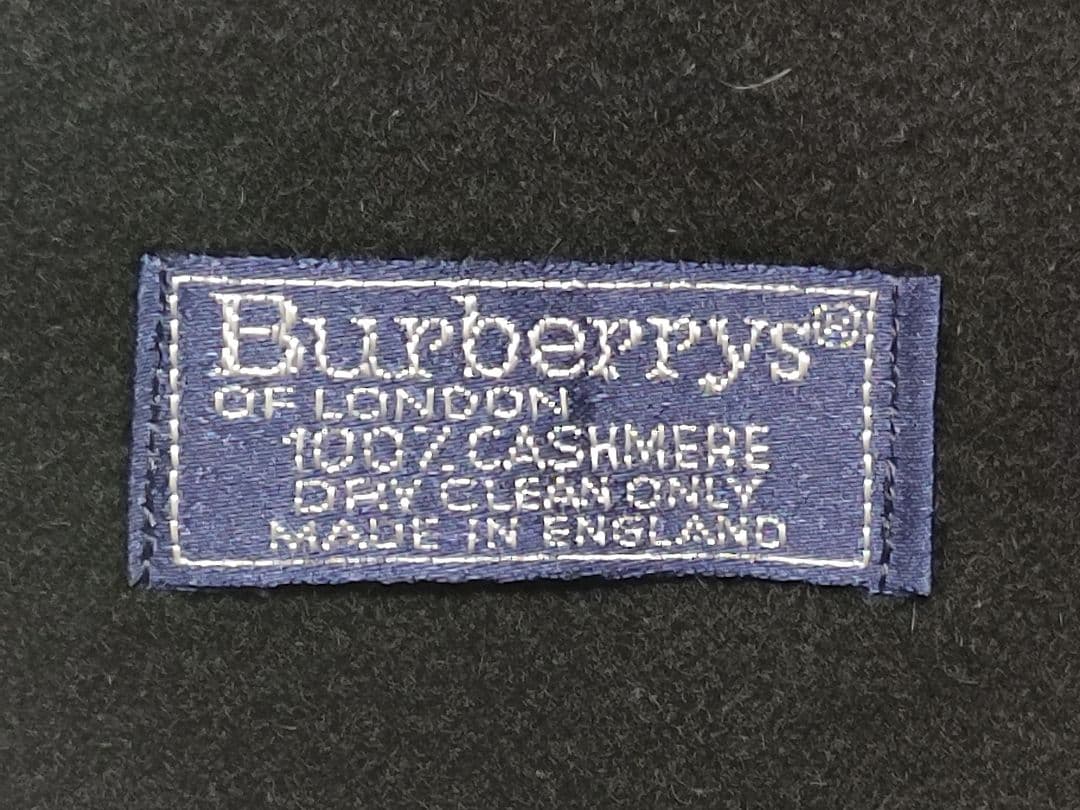 Burberrys®
OF LONDON
100% CASHMERE
DRY CLEAN ONLY
MADE IN ENGLAND